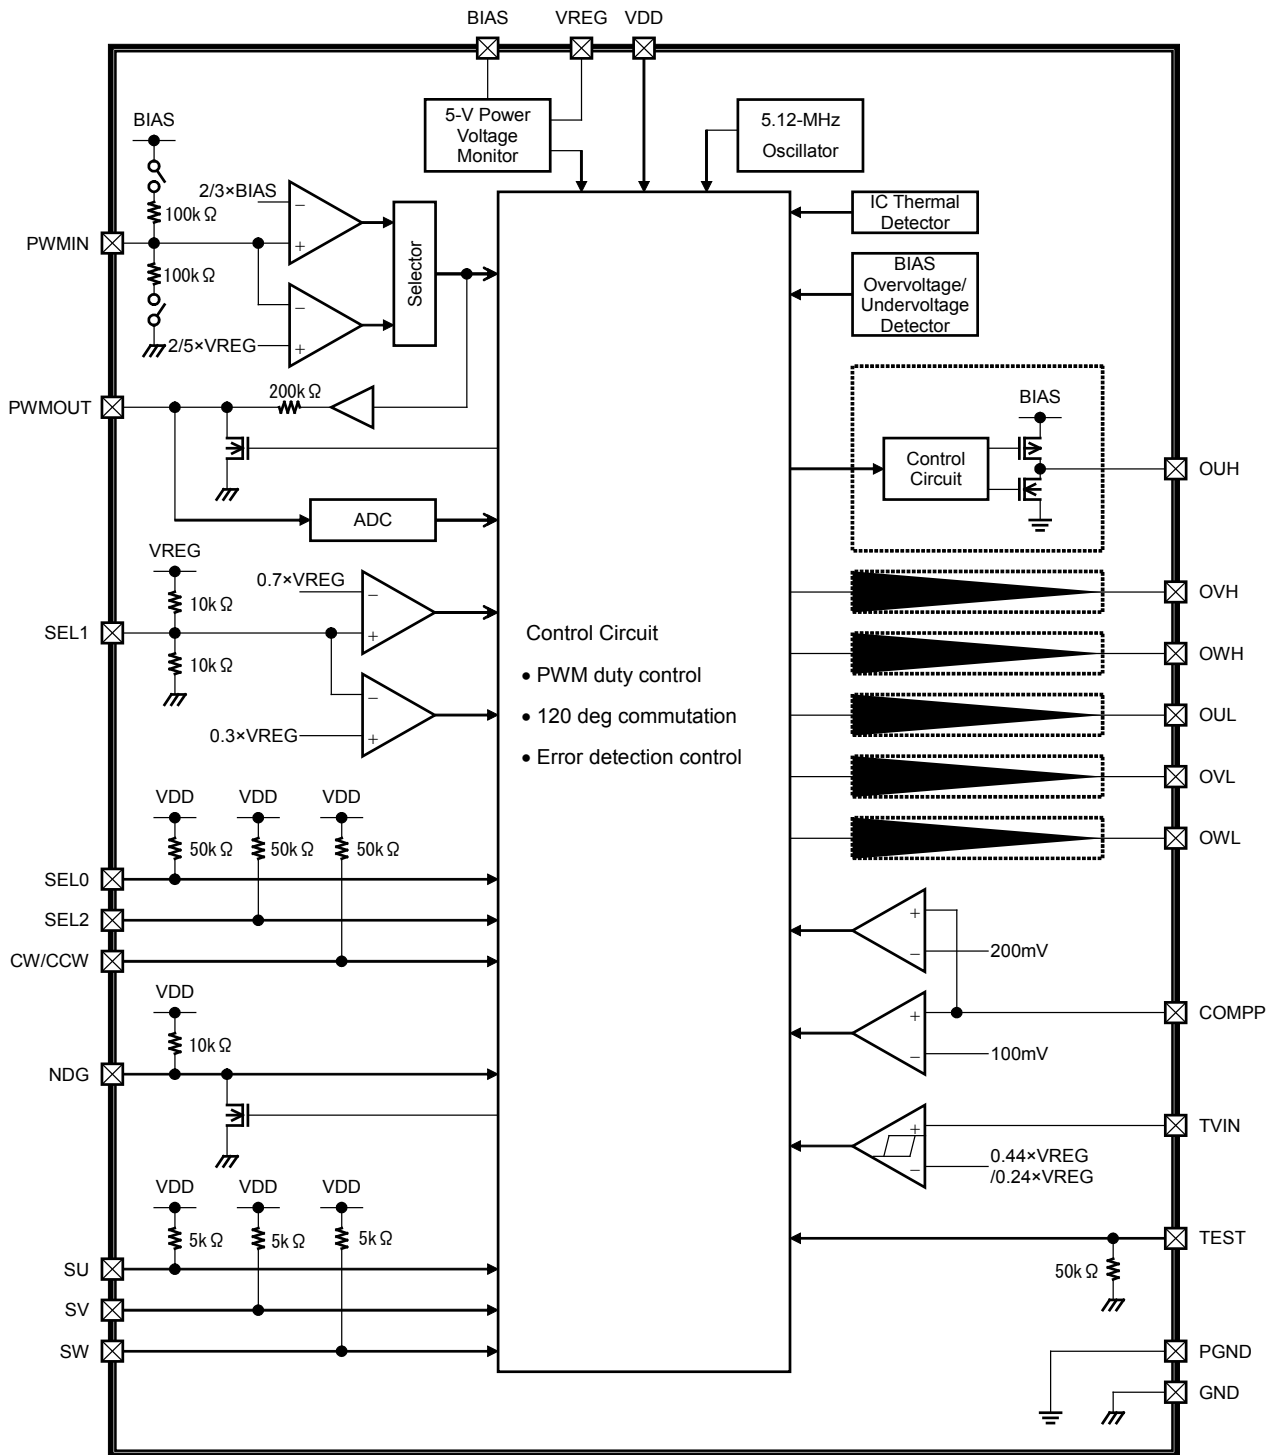 BIAS VREG VDD
5-V Power
Voltage
Monitor
5.12-MHz
Oscillator
BIAS
2/3×BIAS
−
100kΩ
PWMIN
+
100kΩ
−
2/5×VREG
+
Selector
IC Thermal
Detector
BIAS
Overvoltage/
Undervoltage
Detector
200kΩ
PWMOUT
BIAS
Control
Circuit
OUH
ADC
VREG
0.7×VREG
−
10kΩ
SEL1
+
10kΩ
−
0.3×VREG
+
Control Circuit
• PWM duty control
• 120 deg commutation
• Error detection control
OVH
OWH
OUL
OVL
OWL
VDD VDD VDD
50kΩ 50kΩ 50kΩ
SEL0
SEL2
CW/CCW
+
−
200mV
COMPP
+
−
100mV
VDD
10kΩ
NDG
TVIN
+
−
0.44×VREG
/0.24×VREG
VDD VDD VDD
5kΩ 5kΩ 5kΩ
SU
SV
SW
TEST
50kΩ
PGND
GND